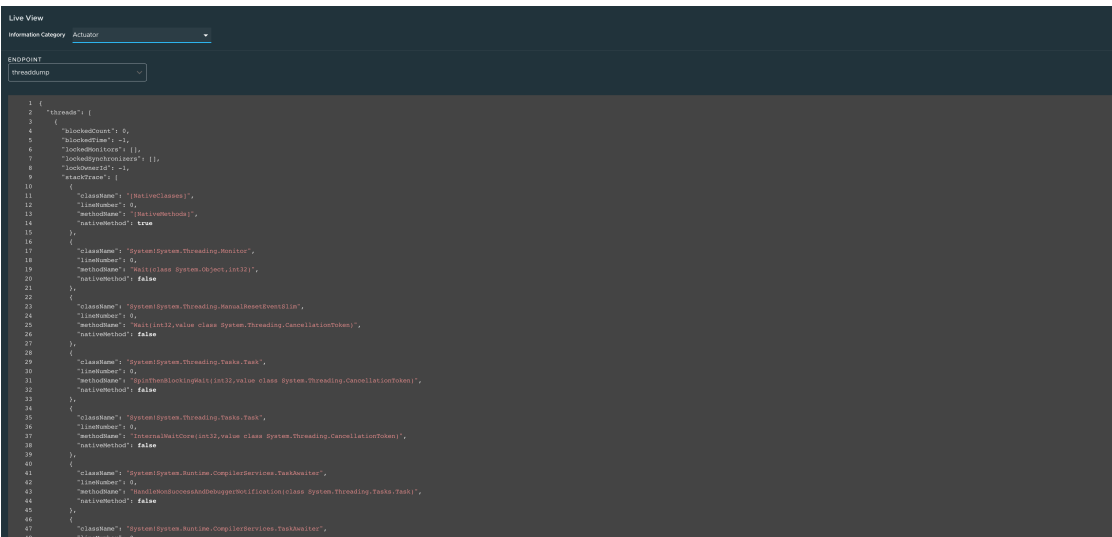 Live View
Information Category Actuator
ENDPOINT
threaddump
1 {
2 "threads": [
3 {
4 "blockedCount": 0,
5 "blockedTime": -1,
6 "lockedMonitors": [],
7 "lockedSynchronizers": [],
8 "lockOwnerId": -1,
9 "stackTrace": [
10 {
11 "className": "[NativeClasses]",
12 "lineNumber": 0,
13 "methodName": "[NativeMethods]",
14 "nativeMethod": true
15 },
16 {
17 "className": "System!System.Threading.Monitor",
18 "lineNumber": 0,
19 "methodName": "Wait(class System.Object,int32)",
20 "nativeMethod": false
21 },
22 {
23 "className": "System!System.Threading.ManualResetEventSlim",
24 "lineNumber": 0,
25 "methodName": "Wait(int32,value class System.Threading.CancellationToken)",
26 "nativeMethod": false
27 },
28 {
29 "className": "System!System.Threading.Tasks.Task",
30 "lineNumber": 0,
31 "methodName": "SpinThenBlockingWait(int32,value class System.Threading.CancellationToken)",
32 "nativeMethod": false
33 },
34 {
35 "className": "System!System.Threading.Tasks.Task",
36 "lineNumber": 0,
37 "methodName": "InternalWaitCore(int32,value class System.Threading.CancellationToken)",
38 "nativeMethod": false
39 },
40 {
41 "className": "System!System.Runtime.CompilerServices.TaskAwaiter",
42 "lineNumber": 0,
43 "methodName": "HandleNonSuccessAndDebuggerNotification(class System.Threading.Tasks.Task)",
44 "nativeMethod": false
45 },
46 {
47 "className": "System!System.Runtime.CompilerServices.TaskAwaiter",